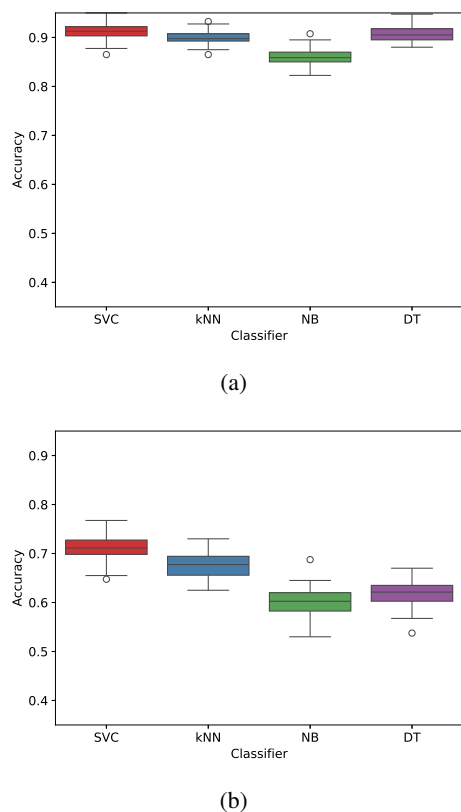 0.9
0.8
0.7
0.6
0.5
0.4
Accuracy
SVC kNN NB DT
Classifier
(a)
0.9
0.8
0.7
0.6
0.5
0.4
Accuracy
SVC kNN NB DT
Classifier
(b)